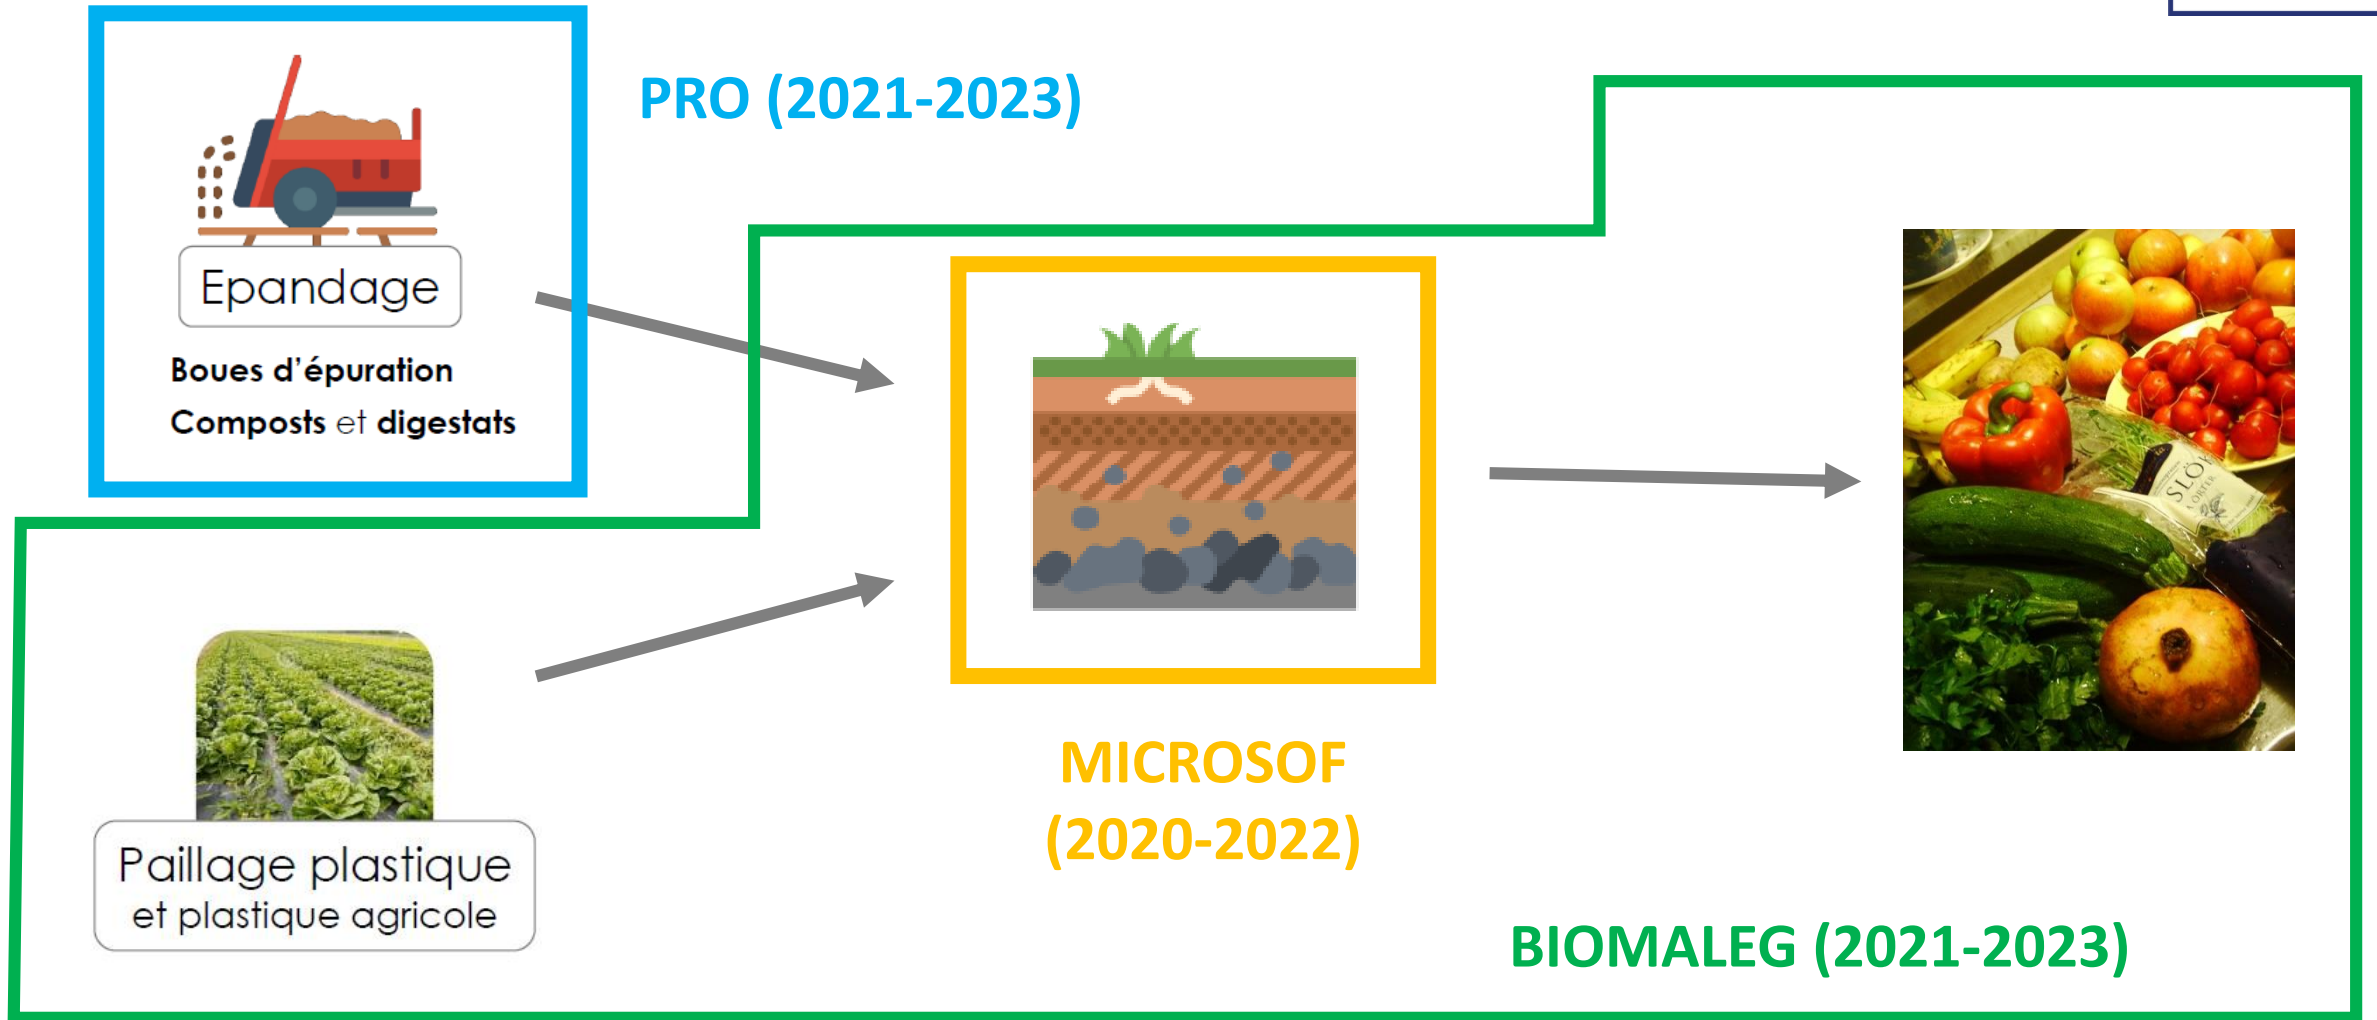 PRO (2021-2023)
Epandage
Boues d'épuration
Composts et digestats
SLÖ
MICROSOF
(2020-2022)
Paillage plastique
et plastique agricole
BIOMALEG (2021-2023)